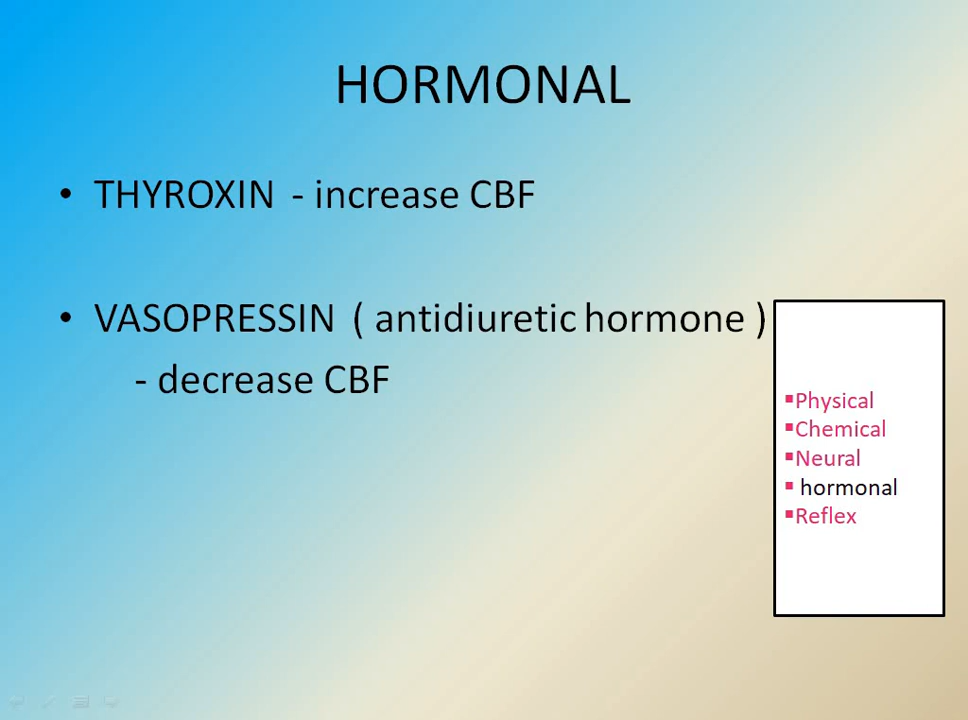 HORMONAL
• THYROXIN - increase CBF
• VASOPRESSIN ( antidiuretic hormone )
- decrease CBF
▪Physical
▪Chemical
▪Neural
▪ hormonal
▪Reflex